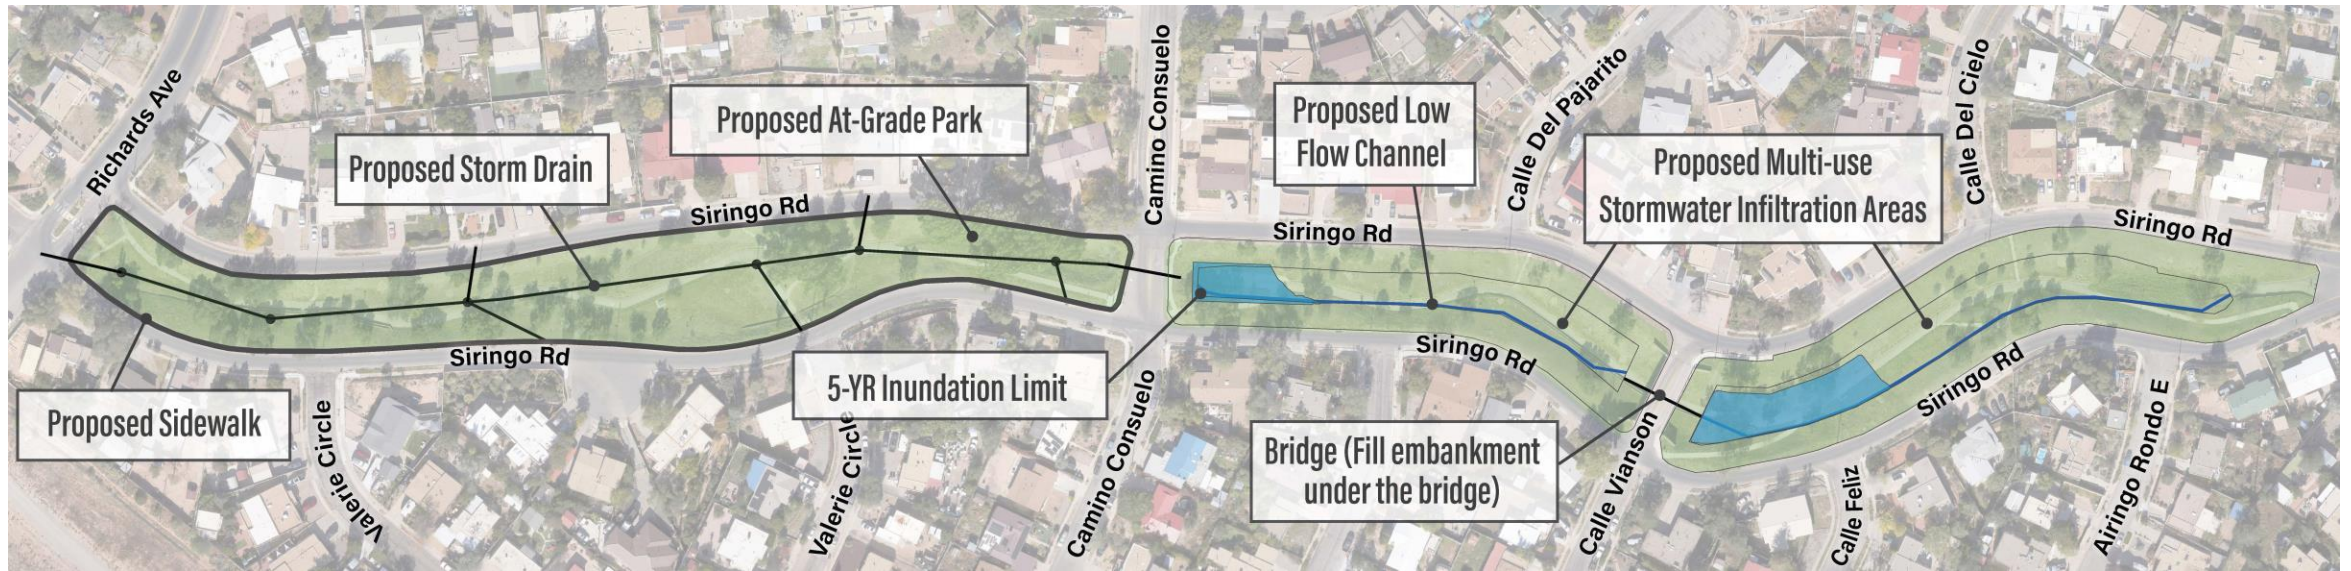 Richards Ave
Proposed Storm Drain
Proposed At-Grade Park
Siringo Rd
Camino Consuelo
Siringo Rd
Proposed Low
Flow Channel
Calle Del Pajarito
Proposed Multi-use
Stormwater Infiltration Areas
Calle Del Cielo
Siringo Rd
Proposed Sidewalk
Valerie Circle
Siringo Rd
5-YR Inundation Limit
Valerie Circle
Camino Consuelo
Siringo Rd
Bridge (Fill embankment
under the bridge)
Calle Vianson
Siringo Rd
Calle Feliz
Airingo Rondo E